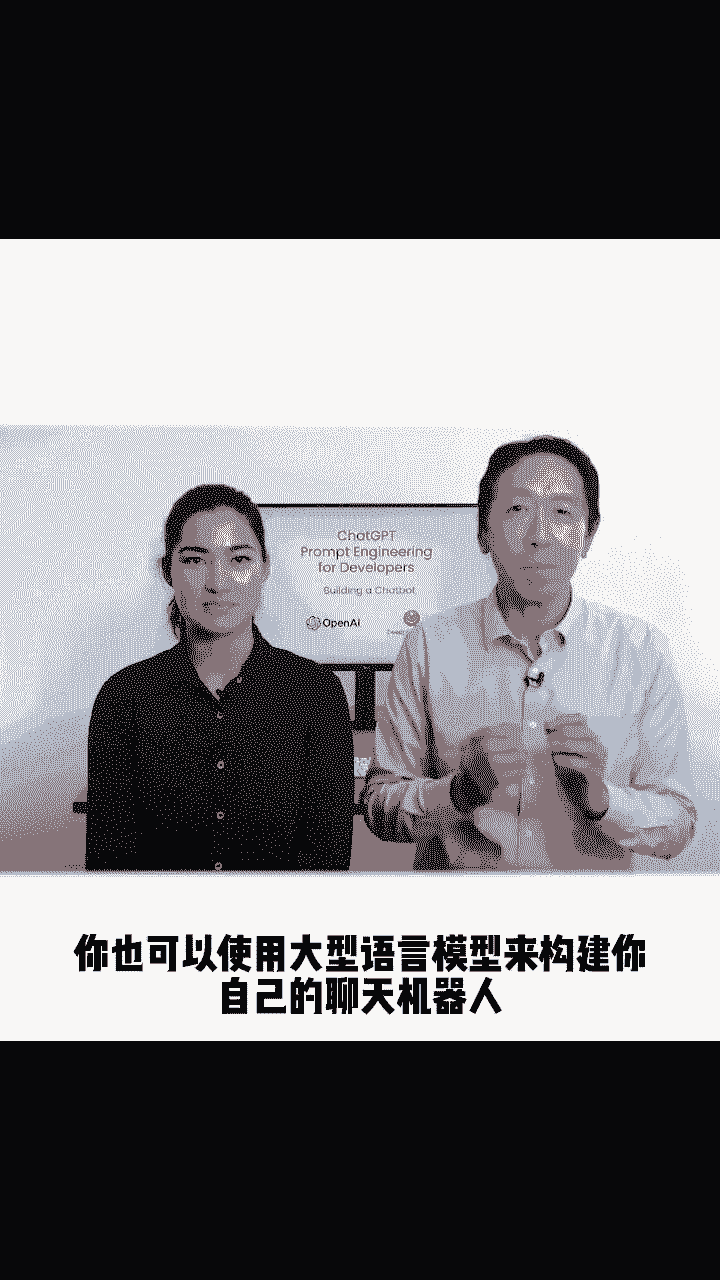 ChatGPT
Prompt Engineering
for Developers
Building a Chatbot
OpenAI
你也可以使用大型语言模型来构建你
自己的聊天机器人